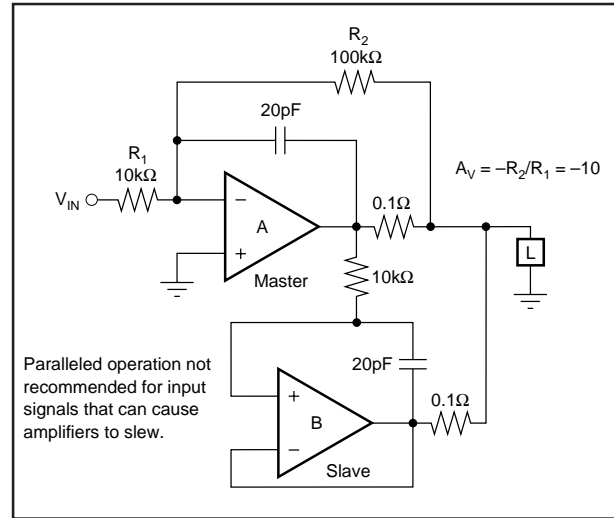 R2
100kΩ
20pF
R1
10kΩ
AV = –R2/R1 = –10
VIN
–
A
+
0.1Ω
L
Master
10kΩ
Paralleled operation not
recommended for input
signals that can cause
amplifiers to slew.
20pF
+
B
–
0.1Ω
Slave